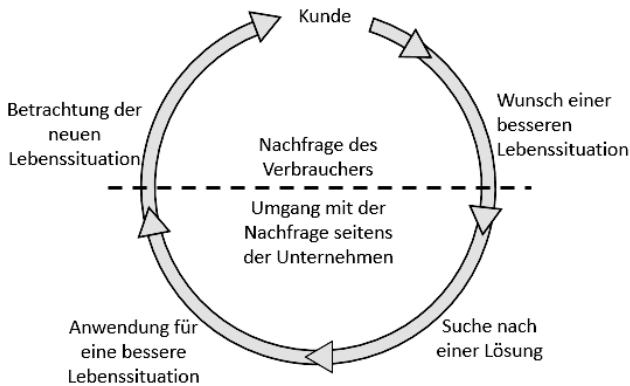 Kunde
Wunsch einer
besseren
Lebenssituation
Suche nach
einer Lösung
Anwendung für
eine bessere
Lebenssituation
Betrachtung der
neuen
Lebenssituation
Nachfrage des
Verbrauchers
Umgang mit der
Nachfrage seitens
der Unternehmen